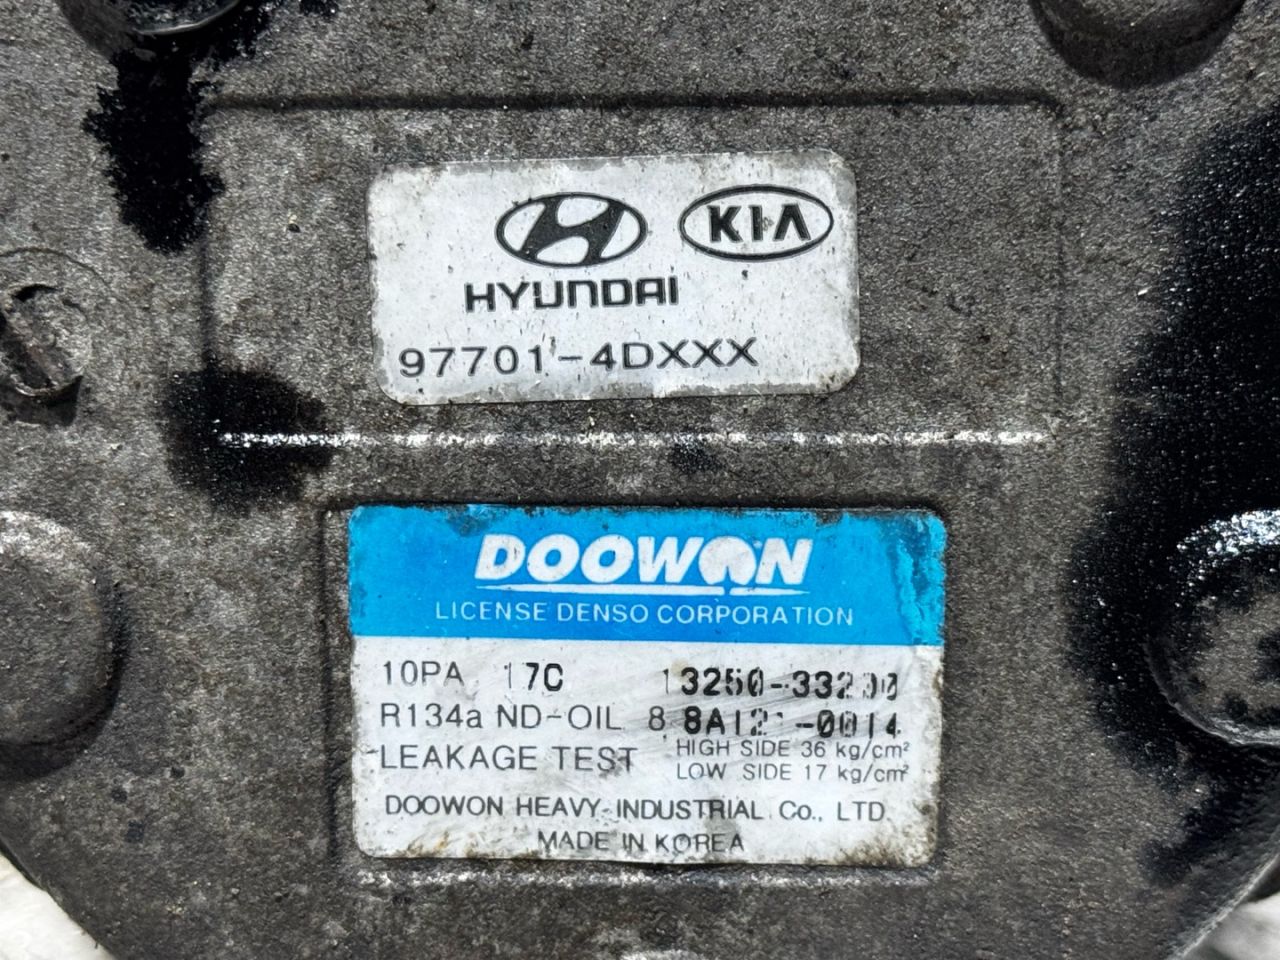 KIA
HYUNDAI
97701-4DXXX
DOOWON
LICENSE DENSO CORPORATION
10PA 17C
R134a ND-OIL 8
LEAKAGE TEST HIGH SIDE 36 kg/cm²
LOW SIDE 17 kg/cm²
DOOWON HEAVY-INDUSTRIAL Co., LTD.
MADE IN KOREA